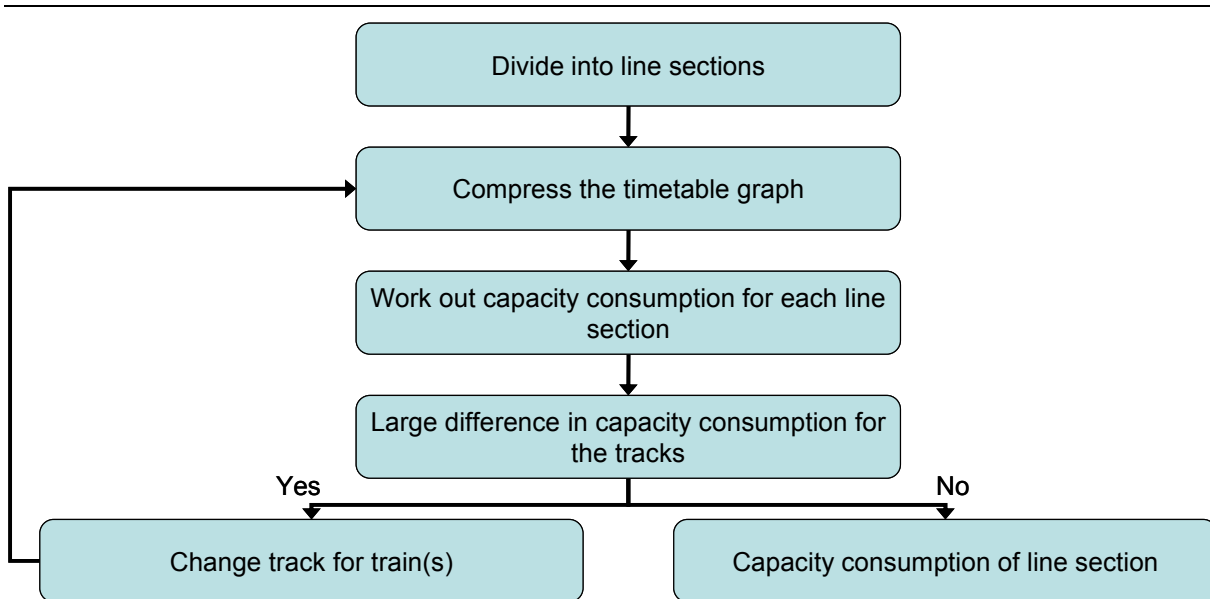 Divide into line sections
Compress the timetable graph
Work out capacity consumption for each line
section
Large difference in capacity consumption for
the tracks
Yes
No
Change track for train(s)
Capacity consumption of line section